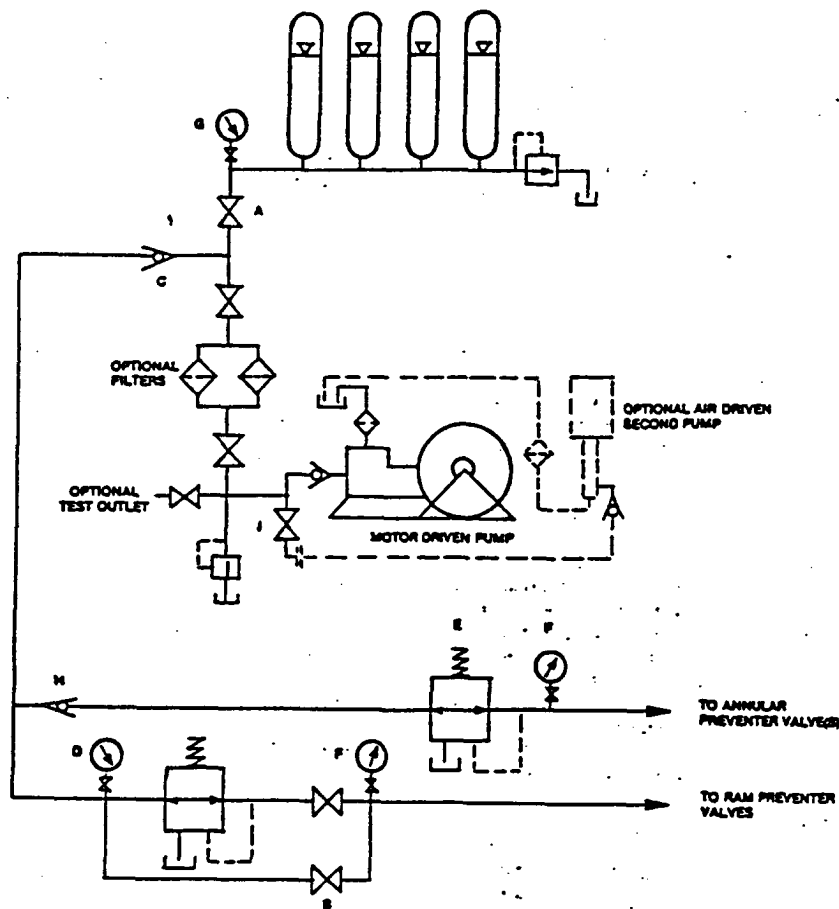 G
A
C
OPTIONAL
FILTERS
OPTIONAL AIR DRIVEN
SECOND PUMP
OPTIONAL
TEST OUTLET
J
MOTOR DRIVEN PUMP
E
F
H
TO ANNULAR
PREVENTER VALVE(S)
D
F
TO RAM PREVENTER
VALVES